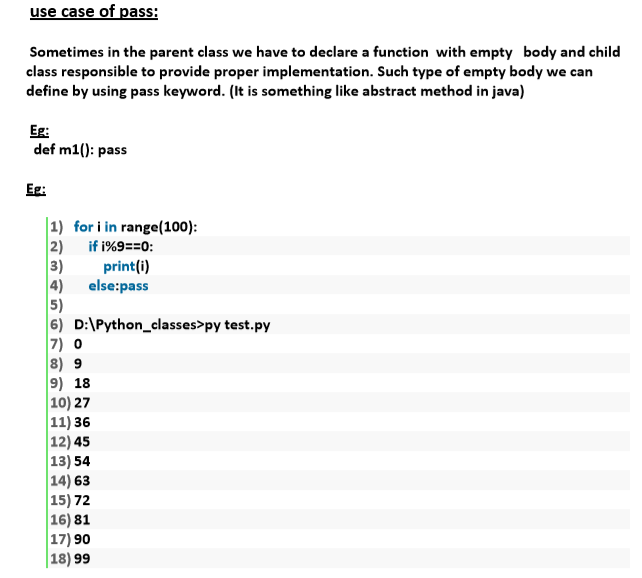 use case of pass:
Sometimes in the parent class we have to declare a function with empty body and child
class responsible to provide proper implementation. Such type of empty body we can
define by using pass keyword. (It is something like abstract method in java)
Eg:
def m1(): pass
Eg:
1) for i in range(100):
2) if i%9==0:
3) print(i)
4) else:pass
5)
6) D:\Python_classes>py test.py
7) 0
8) 9
9) 18
10) 27
11) 36
12) 45
13) 54
14) 63
15) 72
16) 81
17) 90
18) 99